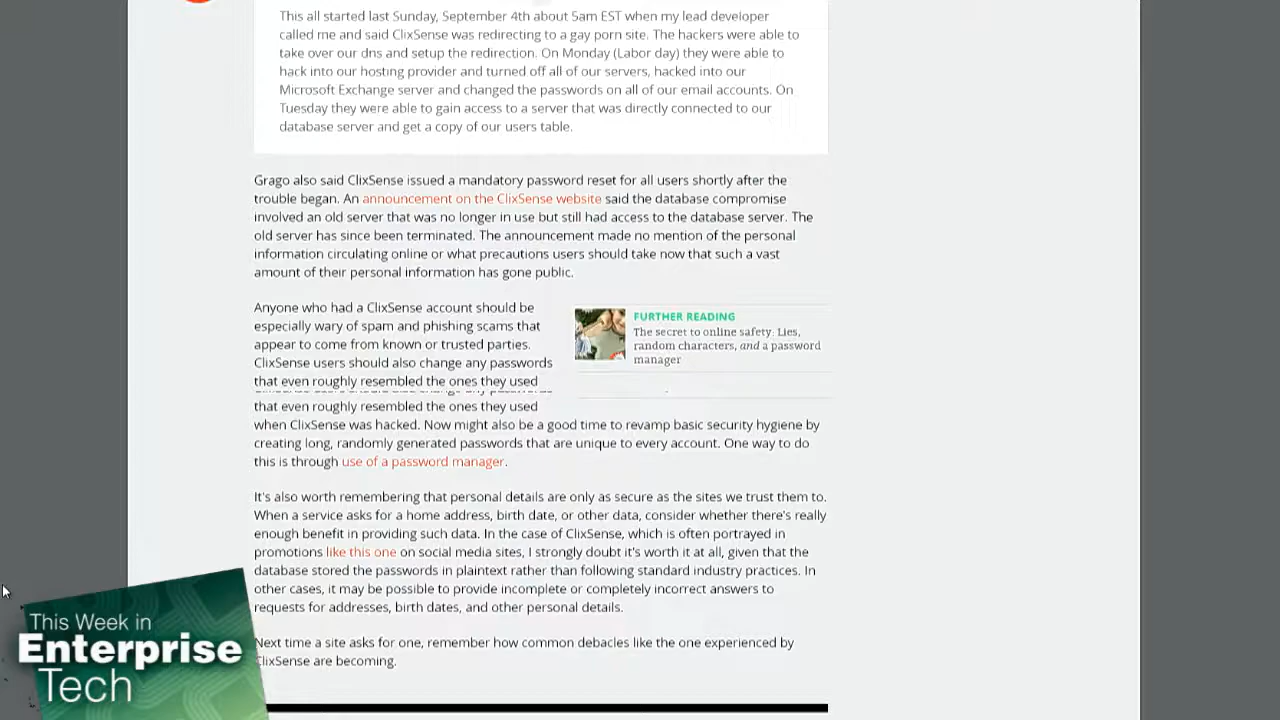 This all started last Sunday, September 4th about 5am EST when my lead developer
called me and said ClixSense was redirecting to a gay porn site. The hackers were able to
take over our dns and setup the redirection. On Monday (Labor day) they were able to
hack into our hosting provider and turned off all of our servers, hacked into our
Microsoft Exchange server and changed the passwords on all of our email accounts. On
Tuesday they were able to gain access to a server that was directly connected to our
database server and get a copy of our users table.
Grago also said ClixSense issued a mandatory password reset for all users shortly after the
trouble began. An announcement on the ClixSense website said the database compromise
involved an old server that was no longer in use but still had access to the database server. The
old server has since been terminated. The announcement made no mention of the personal
information circulating online or what precautions users should take now that such a vast
amount of their personal information has gone public.
Anyone who had a ClixSense account should be
especially wary of spam and phishing scams that
appear to come from known or trusted parties.
ClixSense users should also change any passwords
that even roughly resembled the ones they used
that even roughly resembled the ones they used
when ClixSense was hacked. Now might also be a good time to revamp basic security hygiene by
creating long, randomly generated passwords that are unique to every account. One way to do
this is through use of a password manager.
FURTHER READING
The secret to online safety: Lies,
random characters, and a password
manager
It's also worth remembering that personal details are only as secure as the sites we trust them to.
When a service asks for a home address, birth date, or other data, consider whether there's really
enough benefit in providing such data. In the case of ClixSense, which is often portrayed in
promotions like this one on social media sites, I strongly doubt it's worth it at all, given that the
database stored the passwords in plaintext rather than following standard industry practices. In
other cases, it may be possible to provide incomplete or completely incorrect answers to
requests for addresses, birth dates, and other personal details.
Next time a site asks for one, remember how common debacles like the one experienced by
ClixSense are becoming.
This Week in
Enterprise
Tech